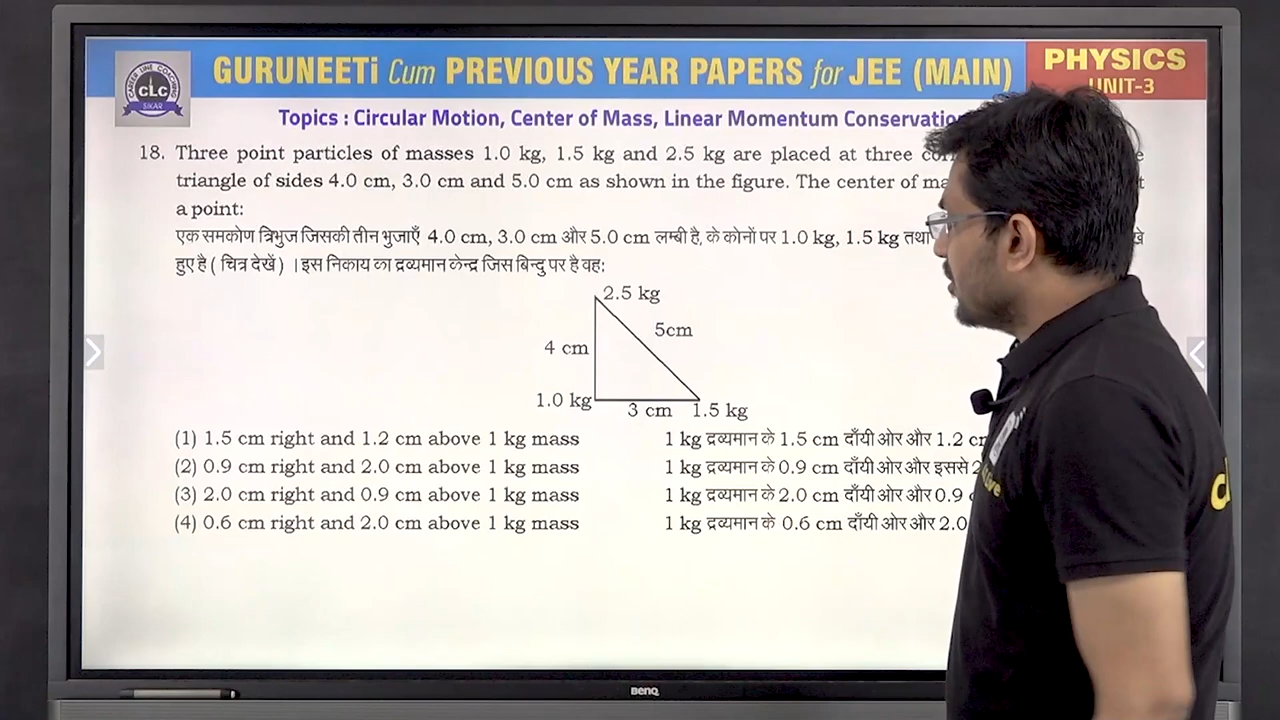 GURUNEETi Cum PREVIOUS YEAR PAPERS for JEE (MAIN)
PHYSICS
UNIT-3
CAREER LINE COACHING
CLC
SIKAR
Topics : Circular Motion, Center of Mass, Linear Momentum Conservation
18. Three point particles of masses 1.0 kg, 1.5 kg and 2.5 kg are placed at three
triangle of sides 4.0 cm, 3.0 cm and 5.0 cm as shown in the figure. The center of
a point:
एक समकोण त्रिभुज जिसकी तीन भुजाएँ 4.0 cm, 3.0 cm और 5.0 cm लम्बी है, के कोनों पर 1.0 kg, 1.5 kg तथा
हुए है ( चित्र देखें ) । इस निकाय का द्रव्यमान केन्द्र जिस बिन्दु पर है वह:
2.5 kg
5cm
4 cm
1.0 kg
3 cm 1.5 kg
(1) 1.5 cm right and 1.2 cm above 1 kg mass 1 kg द्रव्यमान के 1.5 cm दाँयी ओर और 1.2
(2) 0.9 cm right and 2.0 cm above 1 kg mass 1 kg द्रव्यमान के 0.9 cm दाँयी ओर और इससे
(3) 2.0 cm right and 0.9 cm above 1 kg mass 1 kg द्रव्यमान के 2.0 cm दाँयी ओर और 0.9
(4) 0.6 cm right and 2.0 cm above 1 kg mass 1 kg द्रव्यमान के 0.6 cm दाँयी ओर और 2.0
BenQ